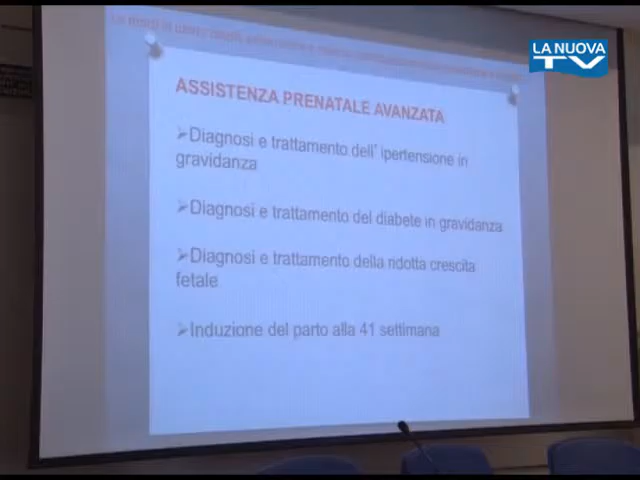 LA NUOVA
TV
ASSISTENZA PRENATALE AVANZATA
➢Diagnosi e trattamento dell' ipertensione in
gravidanza
➢Diagnosi e trattamento del diabete in gravidanza
➢Diagnosi e trattamento della ridotta crescita
fetale
➢Induzione del parto alla 41 settimana